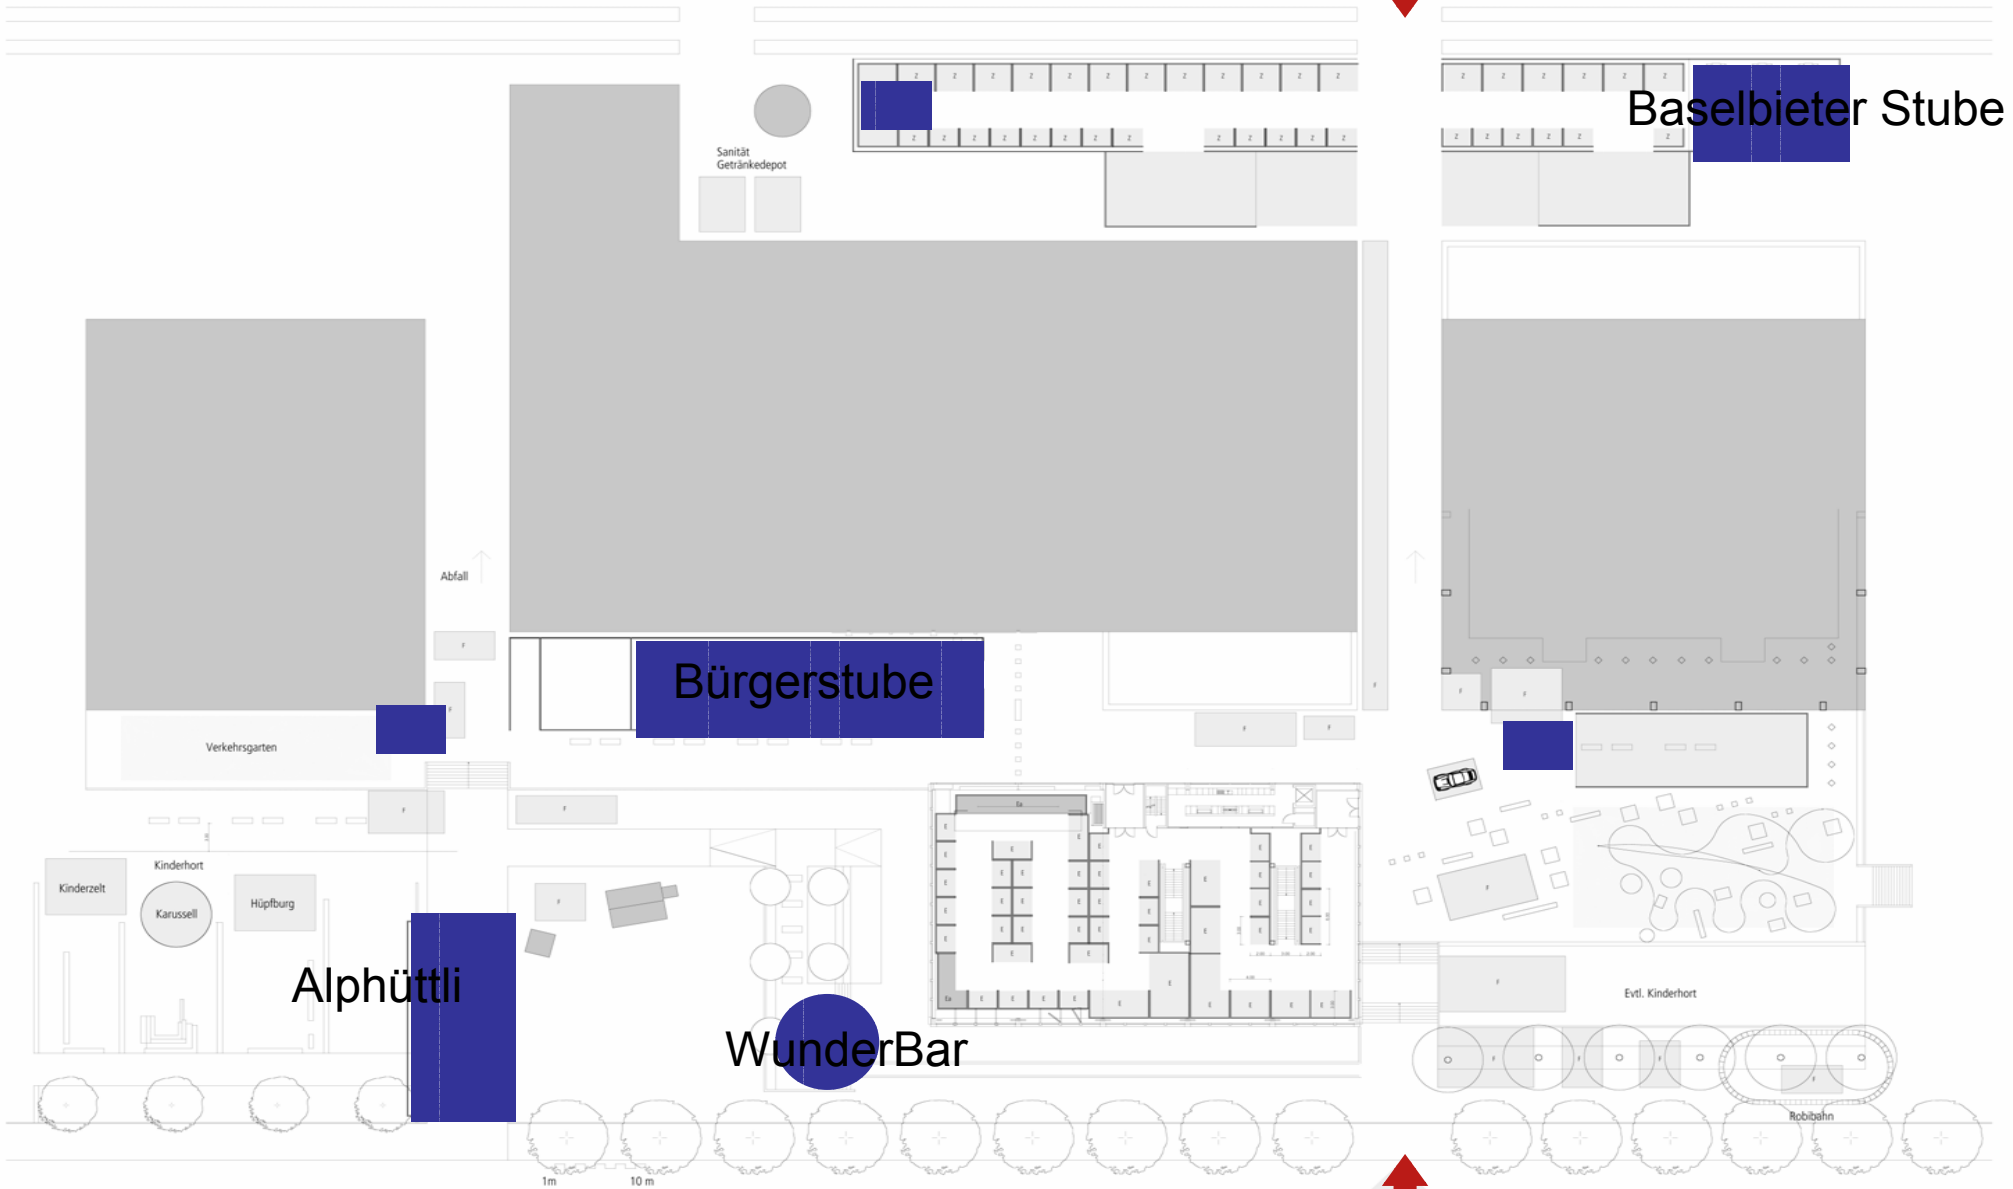 Z Z Z Z Z Z Z Z Z Z Z Z
Z Z Z Z Z Z
Baselbieter Stube
Z Z Z Z Z Z Z Z
Z Z Z Z Z
Z Z Z Z Z
Z
Sanität
Getränkedepot
Abfall
F
Bürgerstube
F
F
F
F
F
F
Verkehrsgarten
F
F
Kinderhort
Kinderzelt
Karussell
Hüpfburg
F
F
Alphüttli
WunderBar
F
Evtl. Kinderhort
F
F
F
F
Robibahn
1m
10 m